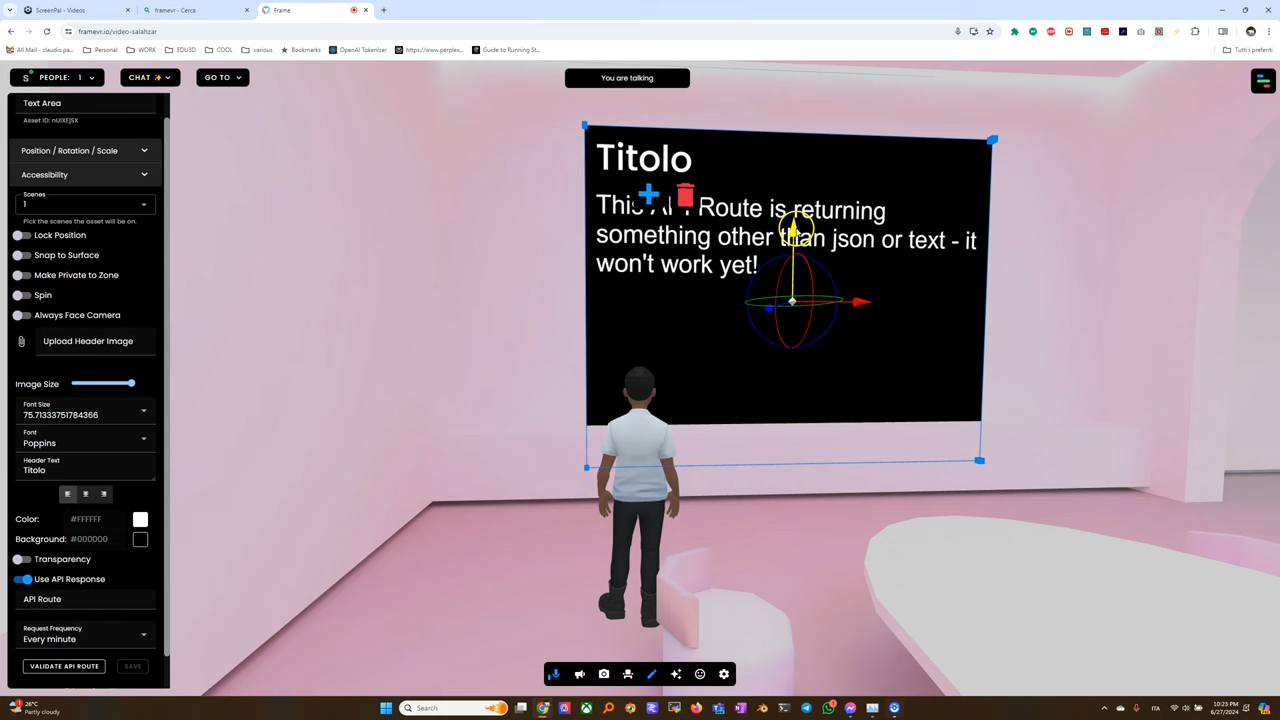 ScreenPal - Videos
framevr - Cerca
Frame
framevr.io/video-salahzar
All Mail - claudio.pa...
Personal
WORK
EDU3D
COOL
various
Bookmarks
OpenAI Tokenizer
https://www.perplex...
Guide to Running St...
Tutti i preferiti
S
PEOPLE: 1
CHAT ✨
GO TO
You are talking
Text Area
Asset ID: nUIXEjSX
Position / Rotation / Scale
Accessibility
Scenes
1
Pick the scenes the asset will be on.
Lock Position
Snap to Surface
Make Private to Zone
Spin
Always Face Camera
Upload Header Image
Image Size
Font Size
75.71333751784366
Font
Poppins
Header Text
Titolo
Color: #FFFFFF
Background: #000000
Transparency
Use API Response
API Route
Request Frequency
Every minute
VALIDATE API ROUTE
SAVE
Titolo
This API Route is returning
something other than json or text - it
won't work yet!
26°C
Partly cloudy
Search
ITA
10:23 PM
6/27/2024